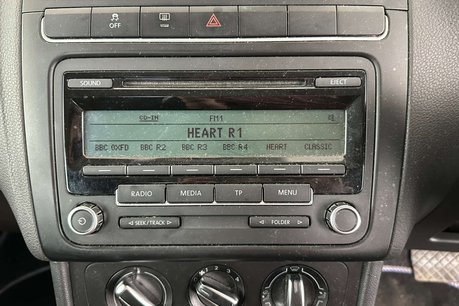 OFF
SOUND
EJECT
CD-IN FM1
HEART R1
BBC OXFD BBC R2 BBC R3 BBC R4 HEART CLASSIC
RADIO MEDIA TP MENU
SEEK/TRACK FOLDER